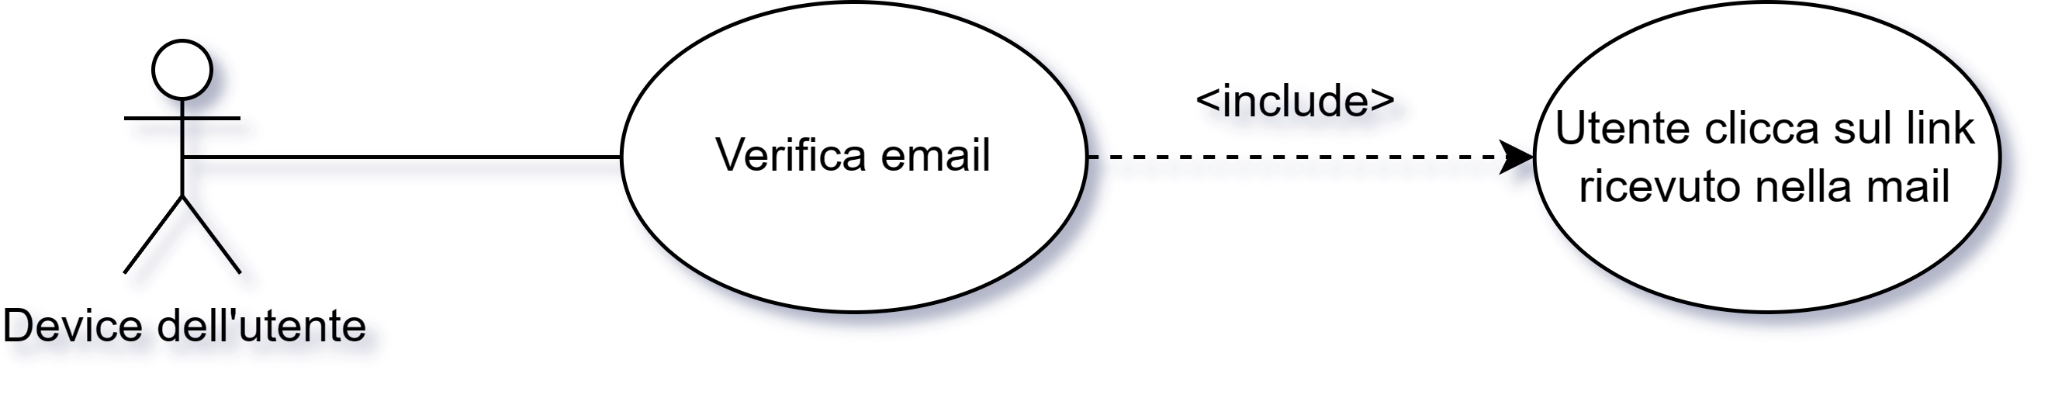 <include>
Verifica email
Utente clicca sul link
ricevuto nella mail
Device dell'utente